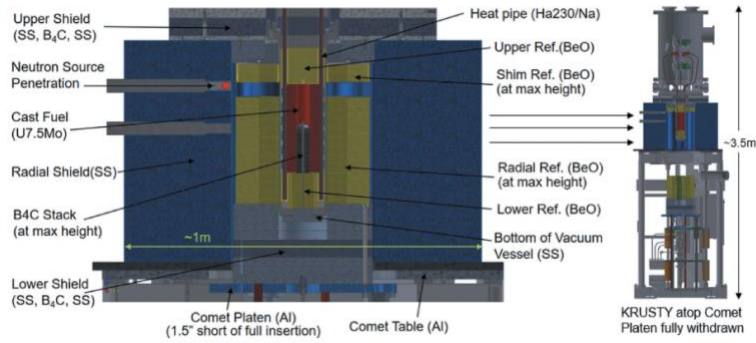 Upper Shield
(SS, B4C, SS)
Neutron Source
Penetration
Cast Fuel
(U7.5Mo)
Radial Shield(SS)
B4C Stack
(at max height)
~1m
Lower Shield
(SS, B4C, SS)
Comet Platen (Al)
(1.5" short of full insertion)
Comet Table (Al)
Heat pipe (Ha230/Na)
Upper Ref.(BeO)
Shim Ref. (BeO)
(at max height)
Radial Ref. (BeO)
(at max height)
Lower Ref. (BeO)
Bottom of Vacuum
Vessel (SS)
~3.5m
KRUSTY atop Comet
Platen fully withdrawn